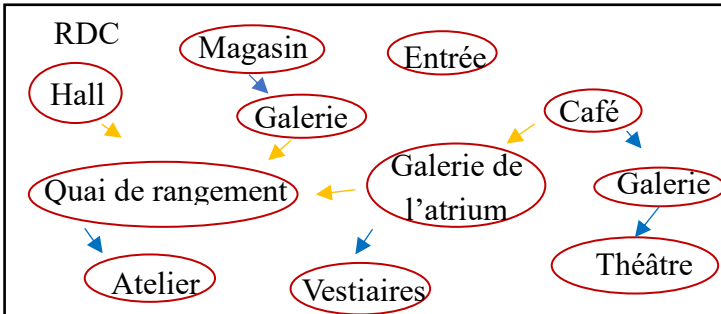 RDC
Magasin
Entrée
Hall
Galerie
Café
Quai de rangement
Galerie de
l’atrium
Galerie
Atelier
Vestiaires
Théâtre